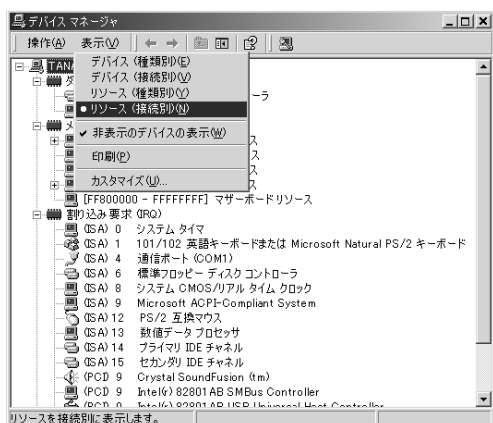 デバイス マネージャ
操作(A) 表示(V)
デバイス (種類別)(E)
デバイス (接続別)(V)
リソース (種類別)(Y)
リソース (接続別)(N)
非表示のデバイスの表示(W)
印刷(P)
カスタマイズ(U)...
TAN
ーラ
ス
ス
ス
ス
[FF800000 - FFFFFFFF] マザーボード リソース
割り込み要求 (IRQ)
(ISA) 0 システム タイマ
(ISA) 1 101/102 英語キーボードまたは Microsoft Natural PS/2 キーボード
(ISA) 4 通信ポート (COM1)
(ISA) 6 標準フロッピー ディスク コントローラ
(ISA) 8 システム CMOS/リアル タイム クロック
(ISA) 9 Microsoft ACPI-Compliant System
(ISA) 12 PS/2 互換マウス
(ISA) 13 数値データ プロセッサ
(ISA) 14 プライマリ IDE チャネル
(ISA) 15 セカンダリ IDE チャネル
(PCI) 9 Crystal SoundFusion (tm)
(PCI) 9 Intel(r) 82801AB SMBus Controller
(PCI) 9 Intel(r) 82801AB USB Universal Host Controller
リソースを接続別に表示します。